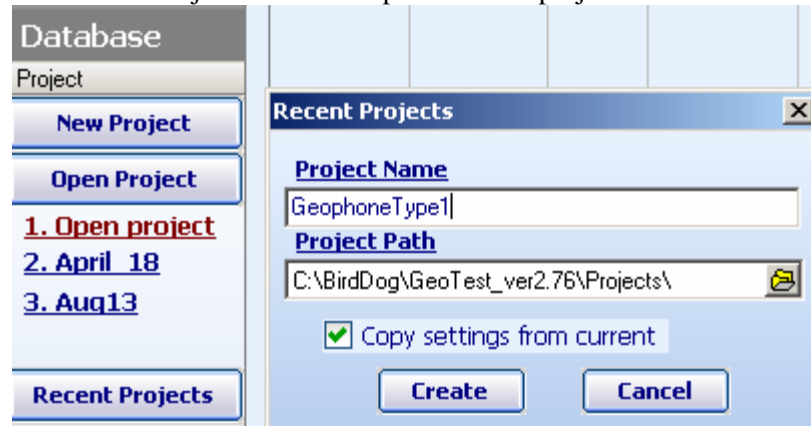 Database
Project
New Project
Open Project
1. Open project
2. April_18
3. Aug13
Recent Projects
Recent Projects
Project Name
GeophoneType1
Project Path
C:\BirdDog\GeoTest_ver2.76\Projects\
Copy settings from current
Create
Cancel